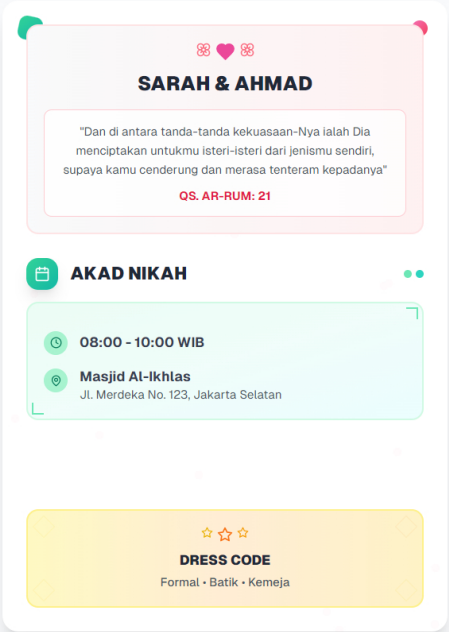 SARAH & AHMAD
"Dan di antara tanda-tanda kekuasaan-Nya ialah Dia
menciptakan untukmu isteri-isteri dari jenismu sendiri,
supaya kamu cenderung dan merasa tenteram kepadanya"
QS. AR-RUM: 21
AKAD NIKAH
08:00 - 10:00 WIB
Masjid Al-Ikhlas
Jl. Merdeka No. 123, Jakarta Selatan
DRESS CODE
Formal • Batik • Kemeja